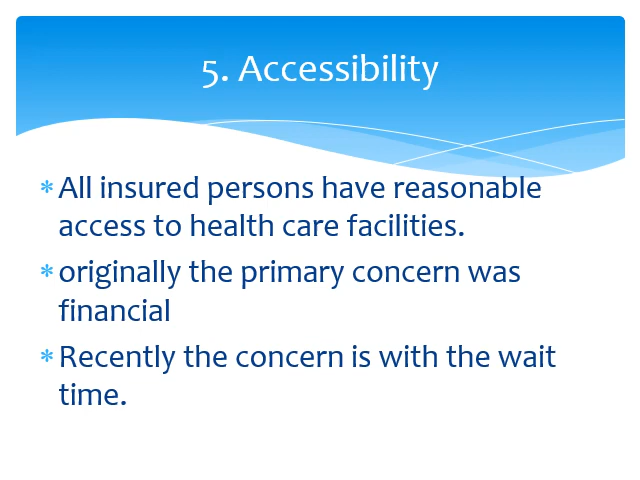 5. Accessibility
* All insured persons have reasonable
access to health care facilities.
* originally the primary concern was
financial
* Recently the concern is with the wait
time.